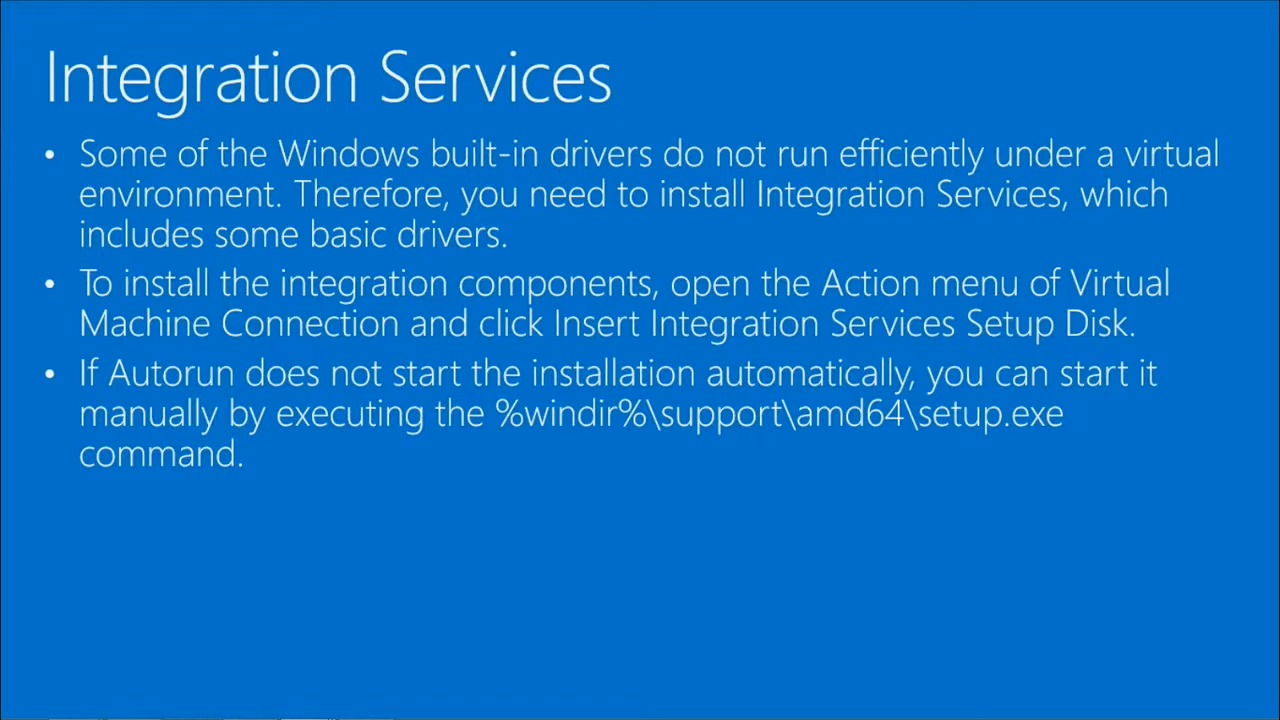 Integration Services
• Some of the Windows built-in drivers do not run efficiently under a virtual
environment. Therefore, you need to install Integration Services, which
includes some basic drivers.
• To install the integration components, open the Action menu of Virtual
Machine Connection and click Insert Integration Services Setup Disk.
• If Autorun does not start the installation automatically, you can start it
manually by executing the %windir%\support\amd64\setup.exe
command.